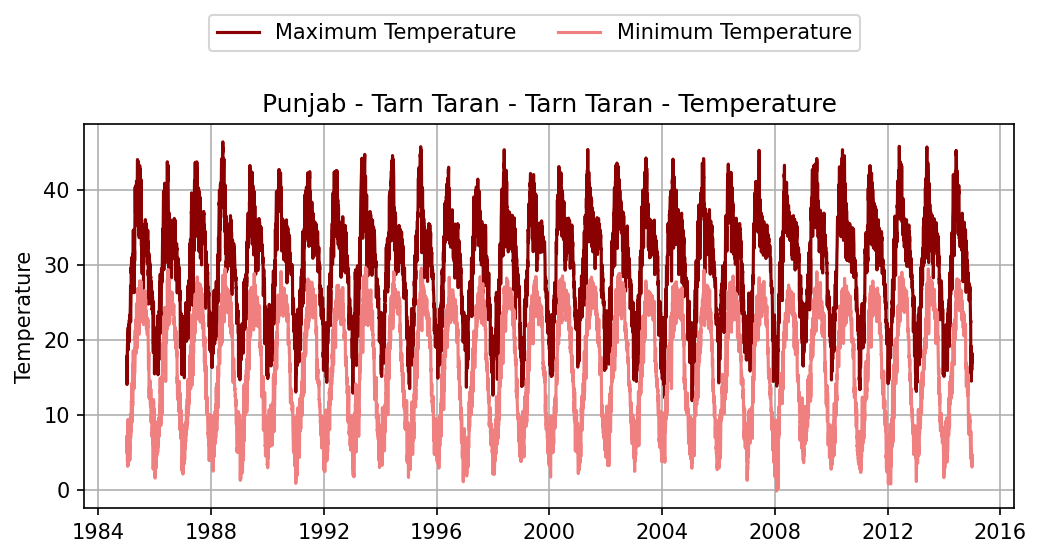 Maximum Temperature Minimum Temperature
Punjab - Tarn Taran - Tarn Taran - Temperature
Temperature
40
30
20
10
0
1984 1988 1992 1996 2000 2004 2008 2012 2016